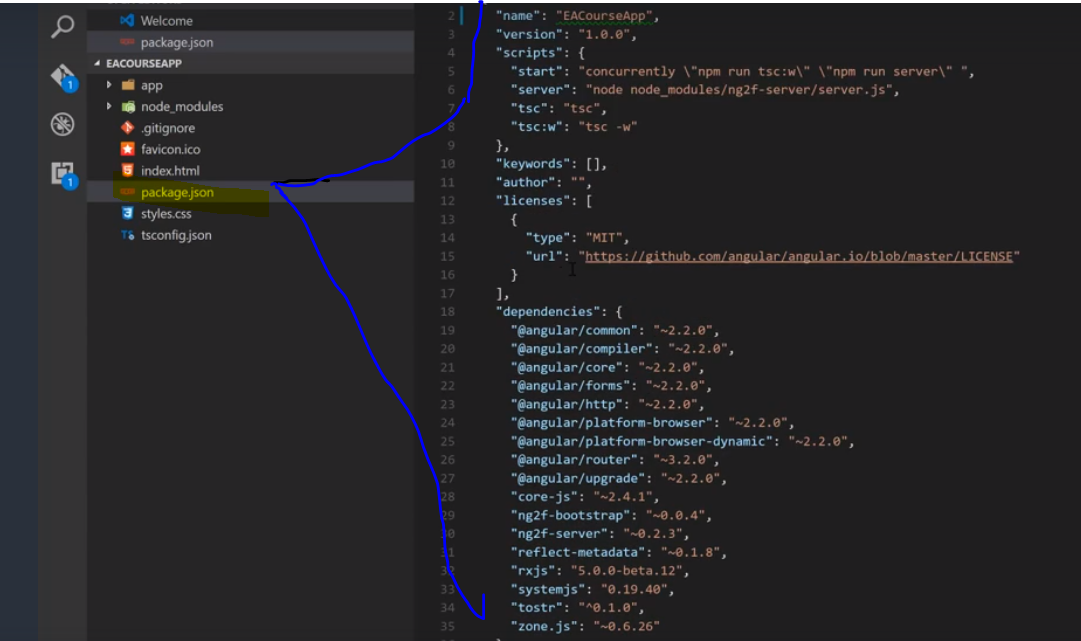 Welcome
package.json
EACOURSEAPP
app
node_modules
.gitignore
favicon.ico
index.html
package.json
styles.css
tsconfig.json
1
1
2 "name": "EACourseApp",
3 "version": "1.0.0",
4 "scripts": {
5 "start": "concurrently \"npm run tsc:w\" \"npm run server\" ",
6 "server": "node node_modules/ng2f-server/server.js",
7 "tsc": "tsc",
8 "tsc:w": "tsc -w"
9 },
10 "keywords": [],
11 "author": "",
12 "licenses": [
13 {
14 "type": "MIT",
15 "url": "https://github.com/angular/angular.io/blob/master/LICENSE"
16 }
17 ],
18 "dependencies": {
19 "@angular/common": "~2.2.0",
20 "@angular/compiler": "~2.2.0",
21 "@angular/core": "~2.2.0",
22 "@angular/forms": "~2.2.0",
23 "@angular/http": "~2.2.0",
24 "@angular/platform-browser": "~2.2.0",
25 "@angular/platform-browser-dynamic": "~2.2.0",
26 "@angular/router": "~3.2.0",
27 "@angular/upgrade": "~2.2.0",
28 "core-js": "~2.4.1",
29 "ng2f-bootstrap": "~0.0.4",
30 "ng2f-server": "~0.2.3",
31 "reflect-metadata": "~0.1.8",
32 "rxjs": "5.0.0-beta.12",
33 "systemjs": "0.19.40",
34 "tostr": "^0.1.0",
35 "zone.js": "~0.6.26"